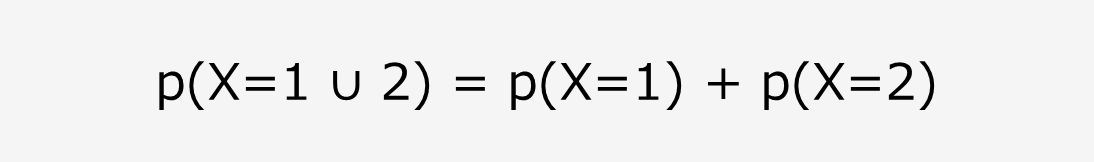 p(X=1 ∪ 2) = p(X=1) + p(X=2)